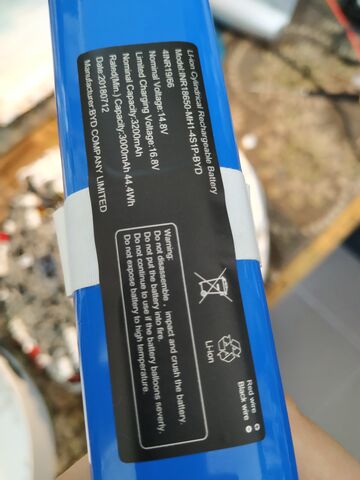 Li-ion Cylindrical Rechargeable Battery
Model:INR18650-MH1-4S1P-BYD
4INR19/66
Nominal Voltage:14.8V
Limited Charging Voltage:16.8V
Nominal Capacity:3200mAh
Rated(Min.) Capacity:3000mAh 44.4Wh
Date:20180712
Manufacturer:BYD COMPANY LIMITED
Li-ion
Red wire
Black wire
Warning:
Do not disassemble , impact and crush the battery.
Do not put the battery into fire.
Do not continue to use if the battery balloons severly.
Do not expose battery to high temperature.